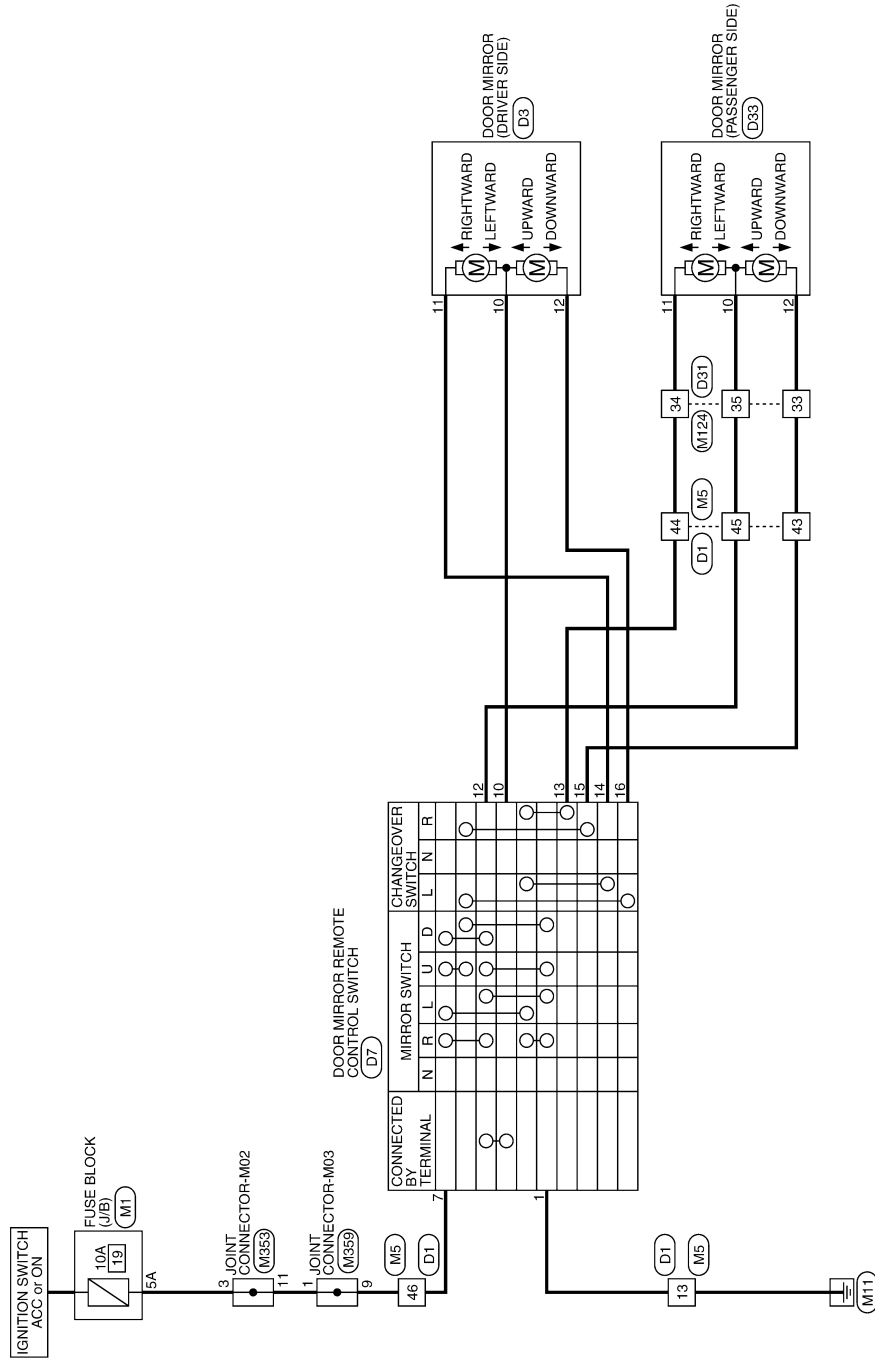 IGNITION SWITCH
ACC or ON
FUSE BLOCK
(J/B)
M1
10A
19
5A
3
JOINT
CONNECTOR-M02
M353
11
1
JOINT
CONNECTOR-M03
M359
9
46
M5
D1
7
1
D1
13
M5
M11
DOOR MIRROR REMOTE
CONTROL SWITCH
D7
CONNECTED
BY
TERMINAL
MIRROR SWITCH
N
R
L
U
D
CHANGEOVER
SWITCH
L
N
R
12
10
13
15
14
16
DOOR MIRROR
(DRIVER SIDE)
D3
11
10
12
M
M
RIGHTWARD
LEFTWARD
UPWARD
DOWNWARD
D1
M5
44
45
43
M124
D31
34
35
33
DOOR MIRROR
(PASSENGER SIDE)
D33
11
10
12
M
M
RIGHTWARD
LEFTWARD
UPWARD
DOWNWARD